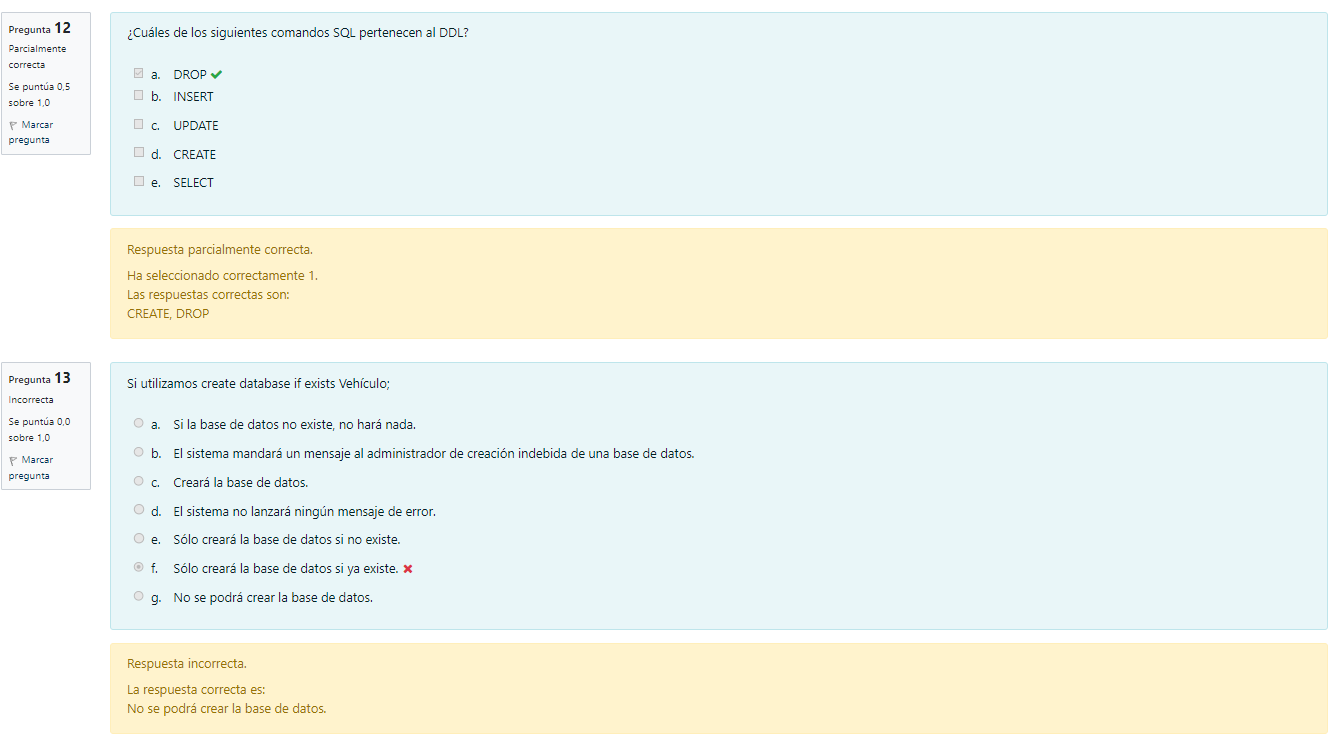 Pregunta 12
Parcialmente
correcta
Se puntúa 0,5
sobre 1,0
Marcar
pregunta
¿Cuáles de los siguientes comandos SQL pertenecen al DDL?
a. DROP
b. INSERT
c. UPDATE
d. CREATE
e. SELECT
Respuesta parcialmente correcta.
Ha seleccionado correctamente 1.
Las respuestas correctas son:
CREATE, DROP
Pregunta 13
Incorrecta
Se puntúa 0,0
sobre 1,0
Marcar
pregunta
Si utilizamos create database if exists Vehículo;
a. Si la base de datos no existe, no hará nada.
b. El sistema mandará un mensaje al administrador de creación indebida de una base de datos.
c. Creará la base de datos.
d. El sistema no lanzará ningún mensaje de error.
e. Sólo creará la base de datos si no existe.
f. Sólo creará la base de datos si ya existe.
g. No se podrá crear la base de datos.
Respuesta incorrecta.
La respuesta correcta es:
No se podrá crear la base de datos.